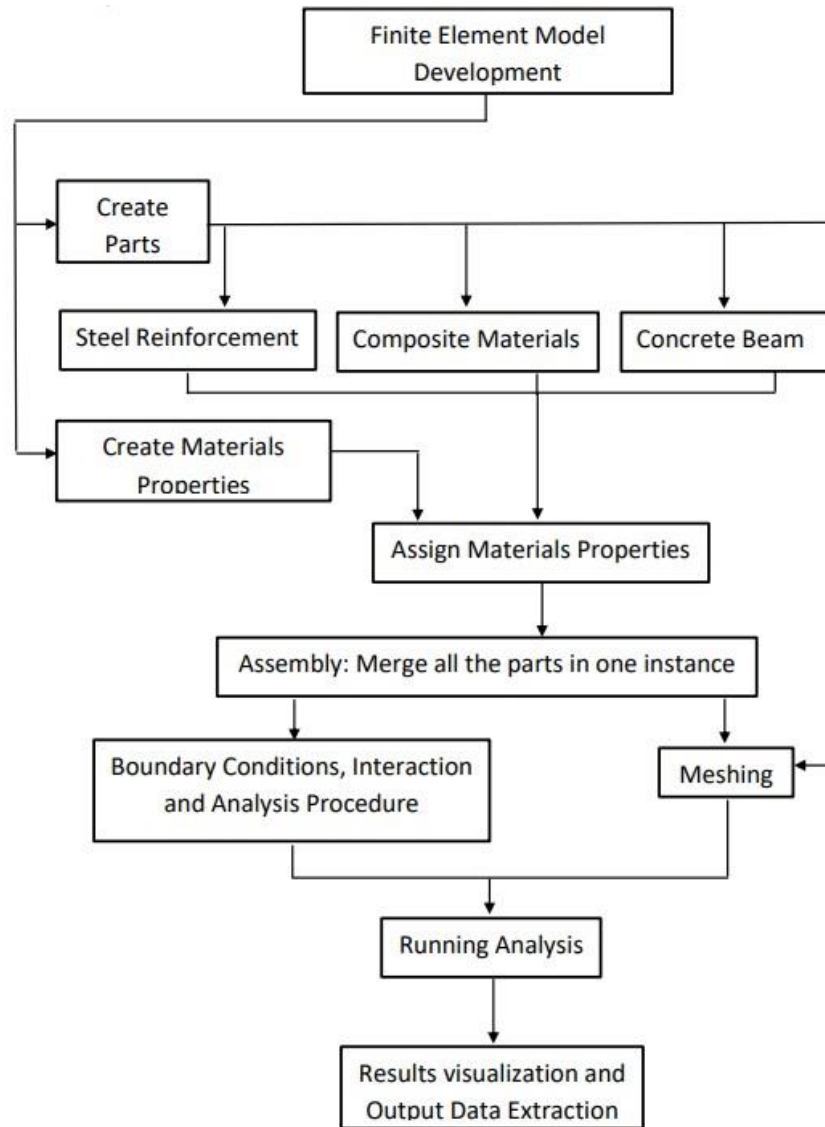 Finite Element Model
Development
Create
Parts
Steel Reinforcement
Composite Materials
Concrete Beam
Create Materials
Properties
Assign Materials Properties
Assembly: Merge all the parts in one instance
Boundary Conditions, Interaction
and Analysis Procedure
Meshing
Running Analysis
Results visualization and
Output Data Extraction